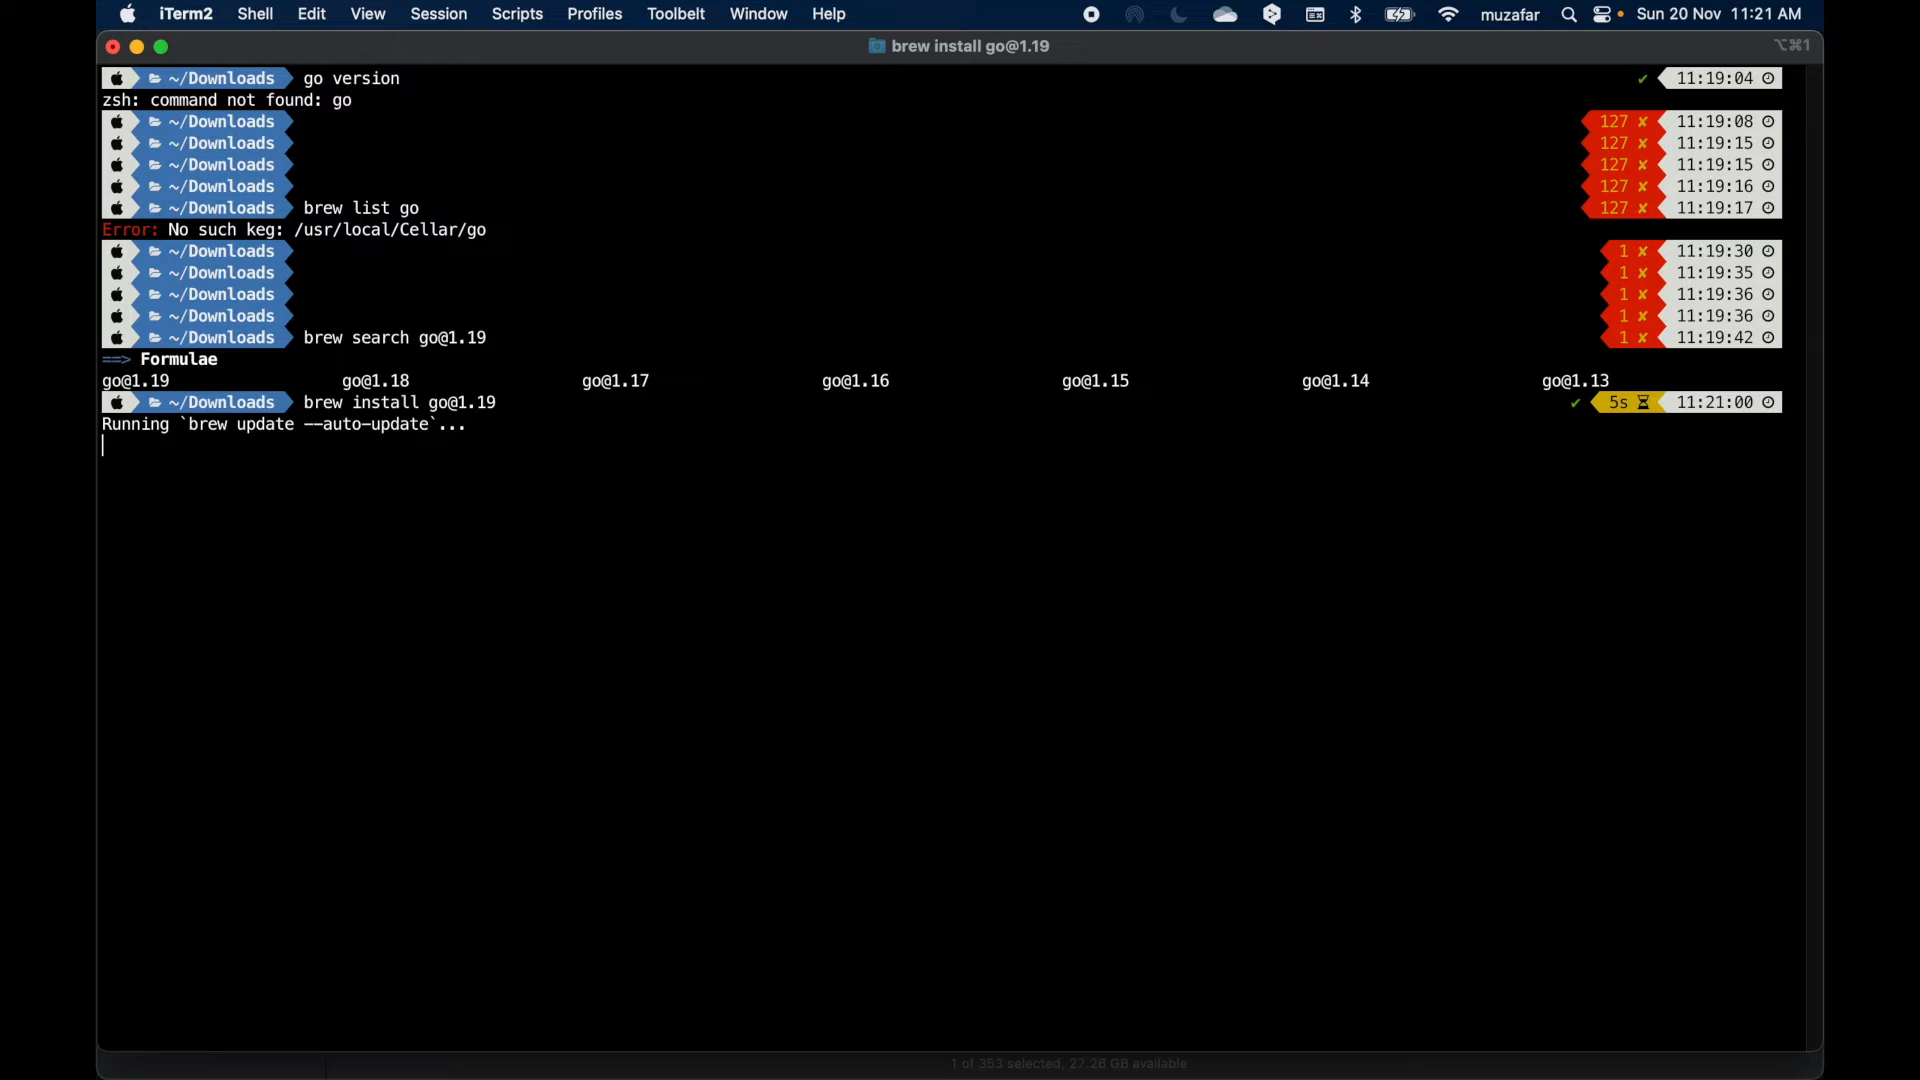 iTerm2 Shell Edit View Session Scripts Profiles Toolbelt Window Help muzafar Sun 20 Nov 11:21 AM
brew install go@1.19 ⌥⌘1
~/Downloads go version ✔ 11:19:04
zsh: command not found: go
~/Downloads 127 ✘ 11:19:08
~/Downloads 127 ✘ 11:19:15
~/Downloads 127 ✘ 11:19:15
~/Downloads 127 ✘ 11:19:16
~/Downloads brew list go 127 ✘ 11:19:17
Error: No such keg: /usr/local/Cellar/go
~/Downloads 1 ✘ 11:19:30
~/Downloads 1 ✘ 11:19:35
~/Downloads 1 ✘ 11:19:36
~/Downloads 1 ✘ 11:19:36
~/Downloads brew search go@1.19 1 ✘ 11:19:42
==> Formulae
go@1.19 go@1.18 go@1.17 go@1.16 go@1.15 go@1.14 go@1.13
~/Downloads brew install go@1.19 ✔ 5s 11:21:00
Running `brew update --auto-update`...
1 of 353 selected, 27.26 GB available